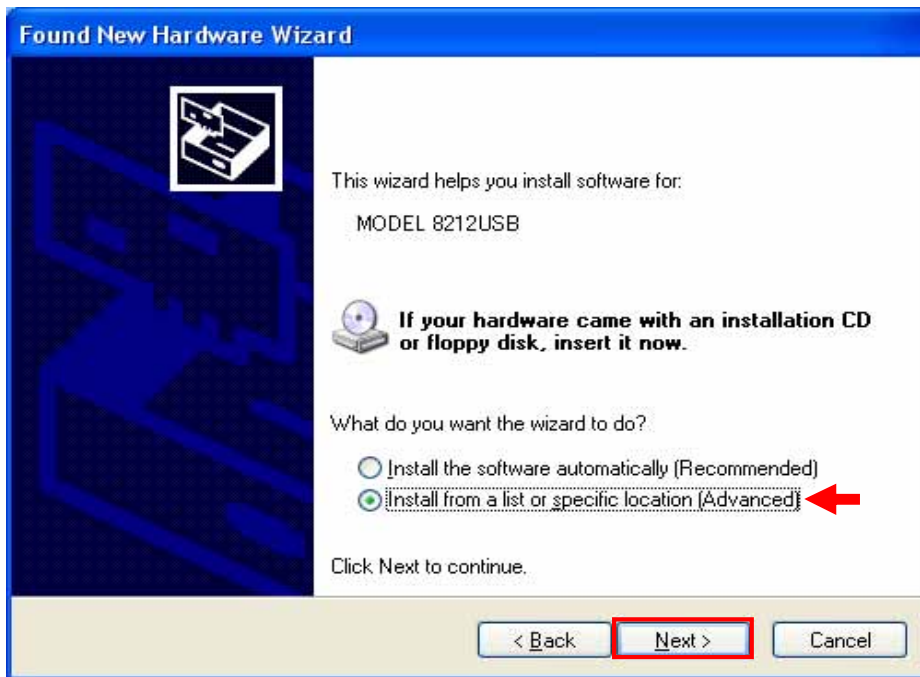 Found New Hardware Wizard
This wizard helps you install software for:
MODEL 8212USB
If your hardware came with an installation CD
or floppy disk, insert it now.
What do you want the wizard to do?
Install the software automatically (Recommended)
Install from a list or specific location (Advanced)
Click Next to continue.
< Back
Next >
Cancel